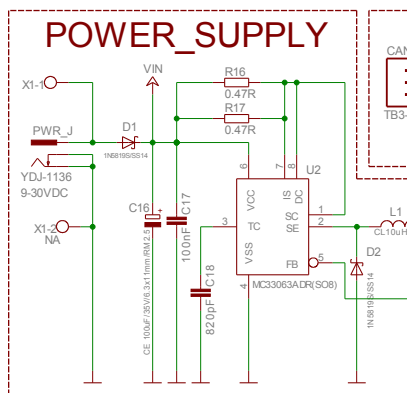 POWER_SUPPLY
CAN
X1-1
VIN
R16
0.47R
R17
0.47R
TB3-
PWR_J
D1
1N5819S/SS14
YDJ-1136
9-30VDC
6
7
8
U2
VCC
IS
DC
C16
+
C17
100nF
CE 100uF/35V/6.3x11mm/RM2.5
X1-2
NA
3
TC
SC
1
SE
2
L1
CL10uH
VSS
FB
5
D2
1N5819S/SS14
4
MC33063ADR(SO8)
C18
820pF